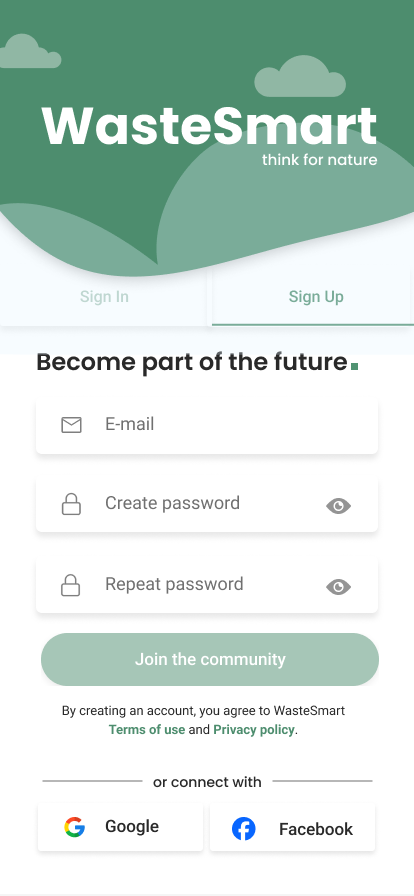 WasteSmart
think for nature
Sign In
Sign Up
Become part of the future
E-mail
Create password
Repeat password
Join the community
By creating an account, you agree to WasteSmart
Terms of use and Privacy policy.
or connect with
Google
Facebook